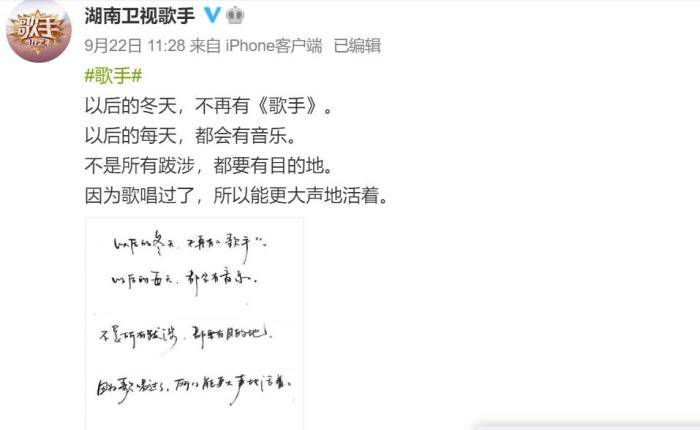 歌手
湖南卫视歌手
9月22日 11:28 来自 iPhone客户端 已编辑
#歌手#
以后的冬天，不再有《歌手》。
以后的每天，都会有音乐。
不是所有跋涉，都要有目的地。
因为歌唱过了，所以能更大声地活着。
以后的冬天，不再有“歌手”。
以后的每天，都会有音乐。
不是所有跋涉，都要有目的地。
因为歌唱过了，所以能更大声地活着。